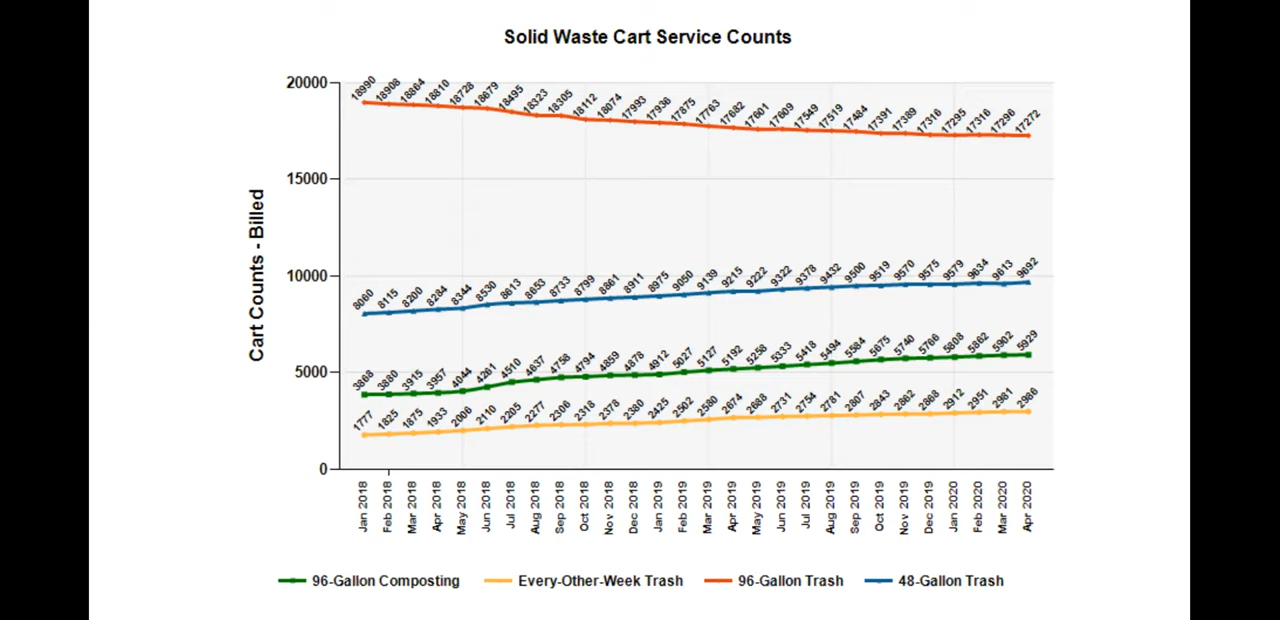 Solid Waste Cart Service Counts
Cart Counts - Billed
20000
15000
10000
5000
0
18990 18908 18864 18810 18728 18679 18495 18323 18305 18112 18074 17993 17936 17875 17763 17682 17601 17609 17549 17519 17484 17391 17389 17316 17295 17316 17296 17272
8060 8115 8200 8284 8344 8530 8613 8653 8733 8799 8861 8911 8975 9050 9139 9215 9222 9322 9378 9432 9500 9519 9570 9575 9579 9634 9613 9692
3868 3880 3915 3957 4044 4261 4510 4637 4758 4794 4859 4878 4912 5027 5127 5192 5258 5333 5418 5494 5584 5675 5740 5766 5808 5862 5902 5929
1777 1825 1875 1933 2006 2110 2205 2277 2306 2318 2378 2380 2425 2502 2580 2674 2688 2731 2754 2781 2807 2843 2862 2868 2912 2951 2981 2986
Jan 2018 Feb 2018 Mar 2018 Apr 2018 May 2018 Jun 2018 Jul 2018 Aug 2018 Sep 2018 Oct 2018 Nov 2018 Dec 2018 Jan 2019 Feb 2019 Mar 2019 Apr 2019 May 2019 Jun 2019 Jul 2019 Aug 2019 Sep 2019 Oct 2019 Nov 2019 Dec 2019 Jan 2020 Feb 2020 Mar 2020 Apr 2020
96-Gallon Composting Every-Other-Week Trash 96-Gallon Trash 48-Gallon Trash